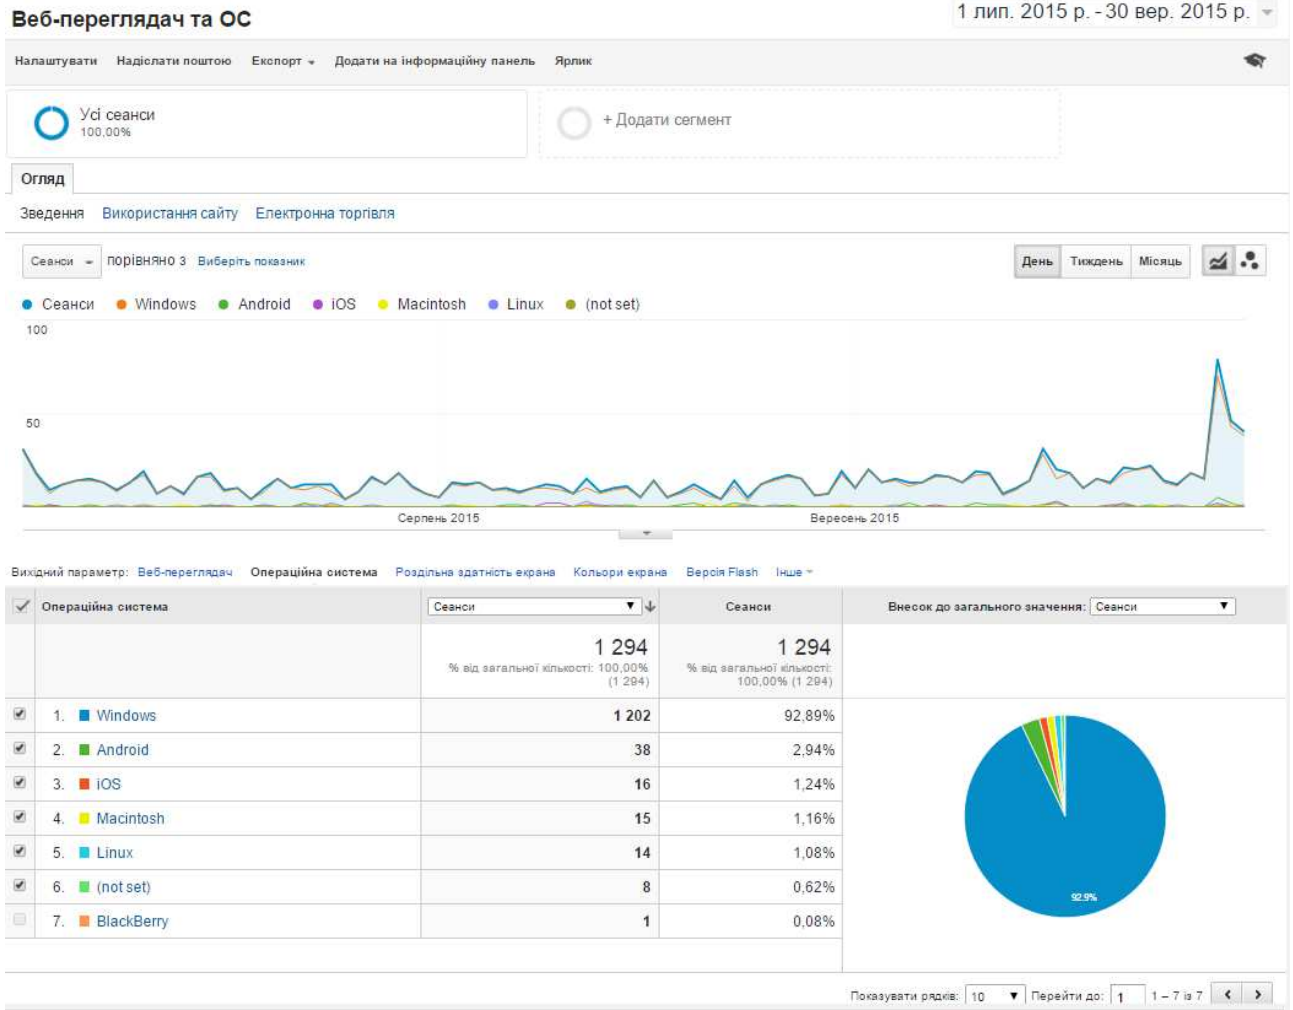 Веб-переглядач та ОС
1 лип. 2015 р. - 30 вер. 2015 р.
Налаштувати Надіслати поштою Експорт Додати на інформаційну панель Ярлик
Усі сеанси
100,00%
+ Додати сегмент
Огляд
Зведення Використання сайту Електронна торгівля
Сеанси порівняно з Виберіть показник
День Тиждень Місяць
Сеанси Windows Android iOS Macintosh Linux (not set)
100
50
Серпень 2015 Вересень 2015
Вихідний параметр: Веб-переглядач Операційна система Роздільна здатність екрана Кольори екрана Версія Flash Інше
Операційна система Сеанси Сеанси Внесок до загального значення: Сеанси
1 294 1 294
% від загальної кількості: 100,00% % від загальної кількості:
(1 294) 100,00% (1 294)
1. Windows 1 202 92,89%
2. Android 38 2,94%
3. iOS 16 1,24%
4. Macintosh 15 1,16%
5. Linux 14 1,08%
6. (not set) 8 0,62%
7. BlackBerry 1 0,08%
92.9%
Показувати рядків: 10 Перейти до: 1 1 – 7 із 7